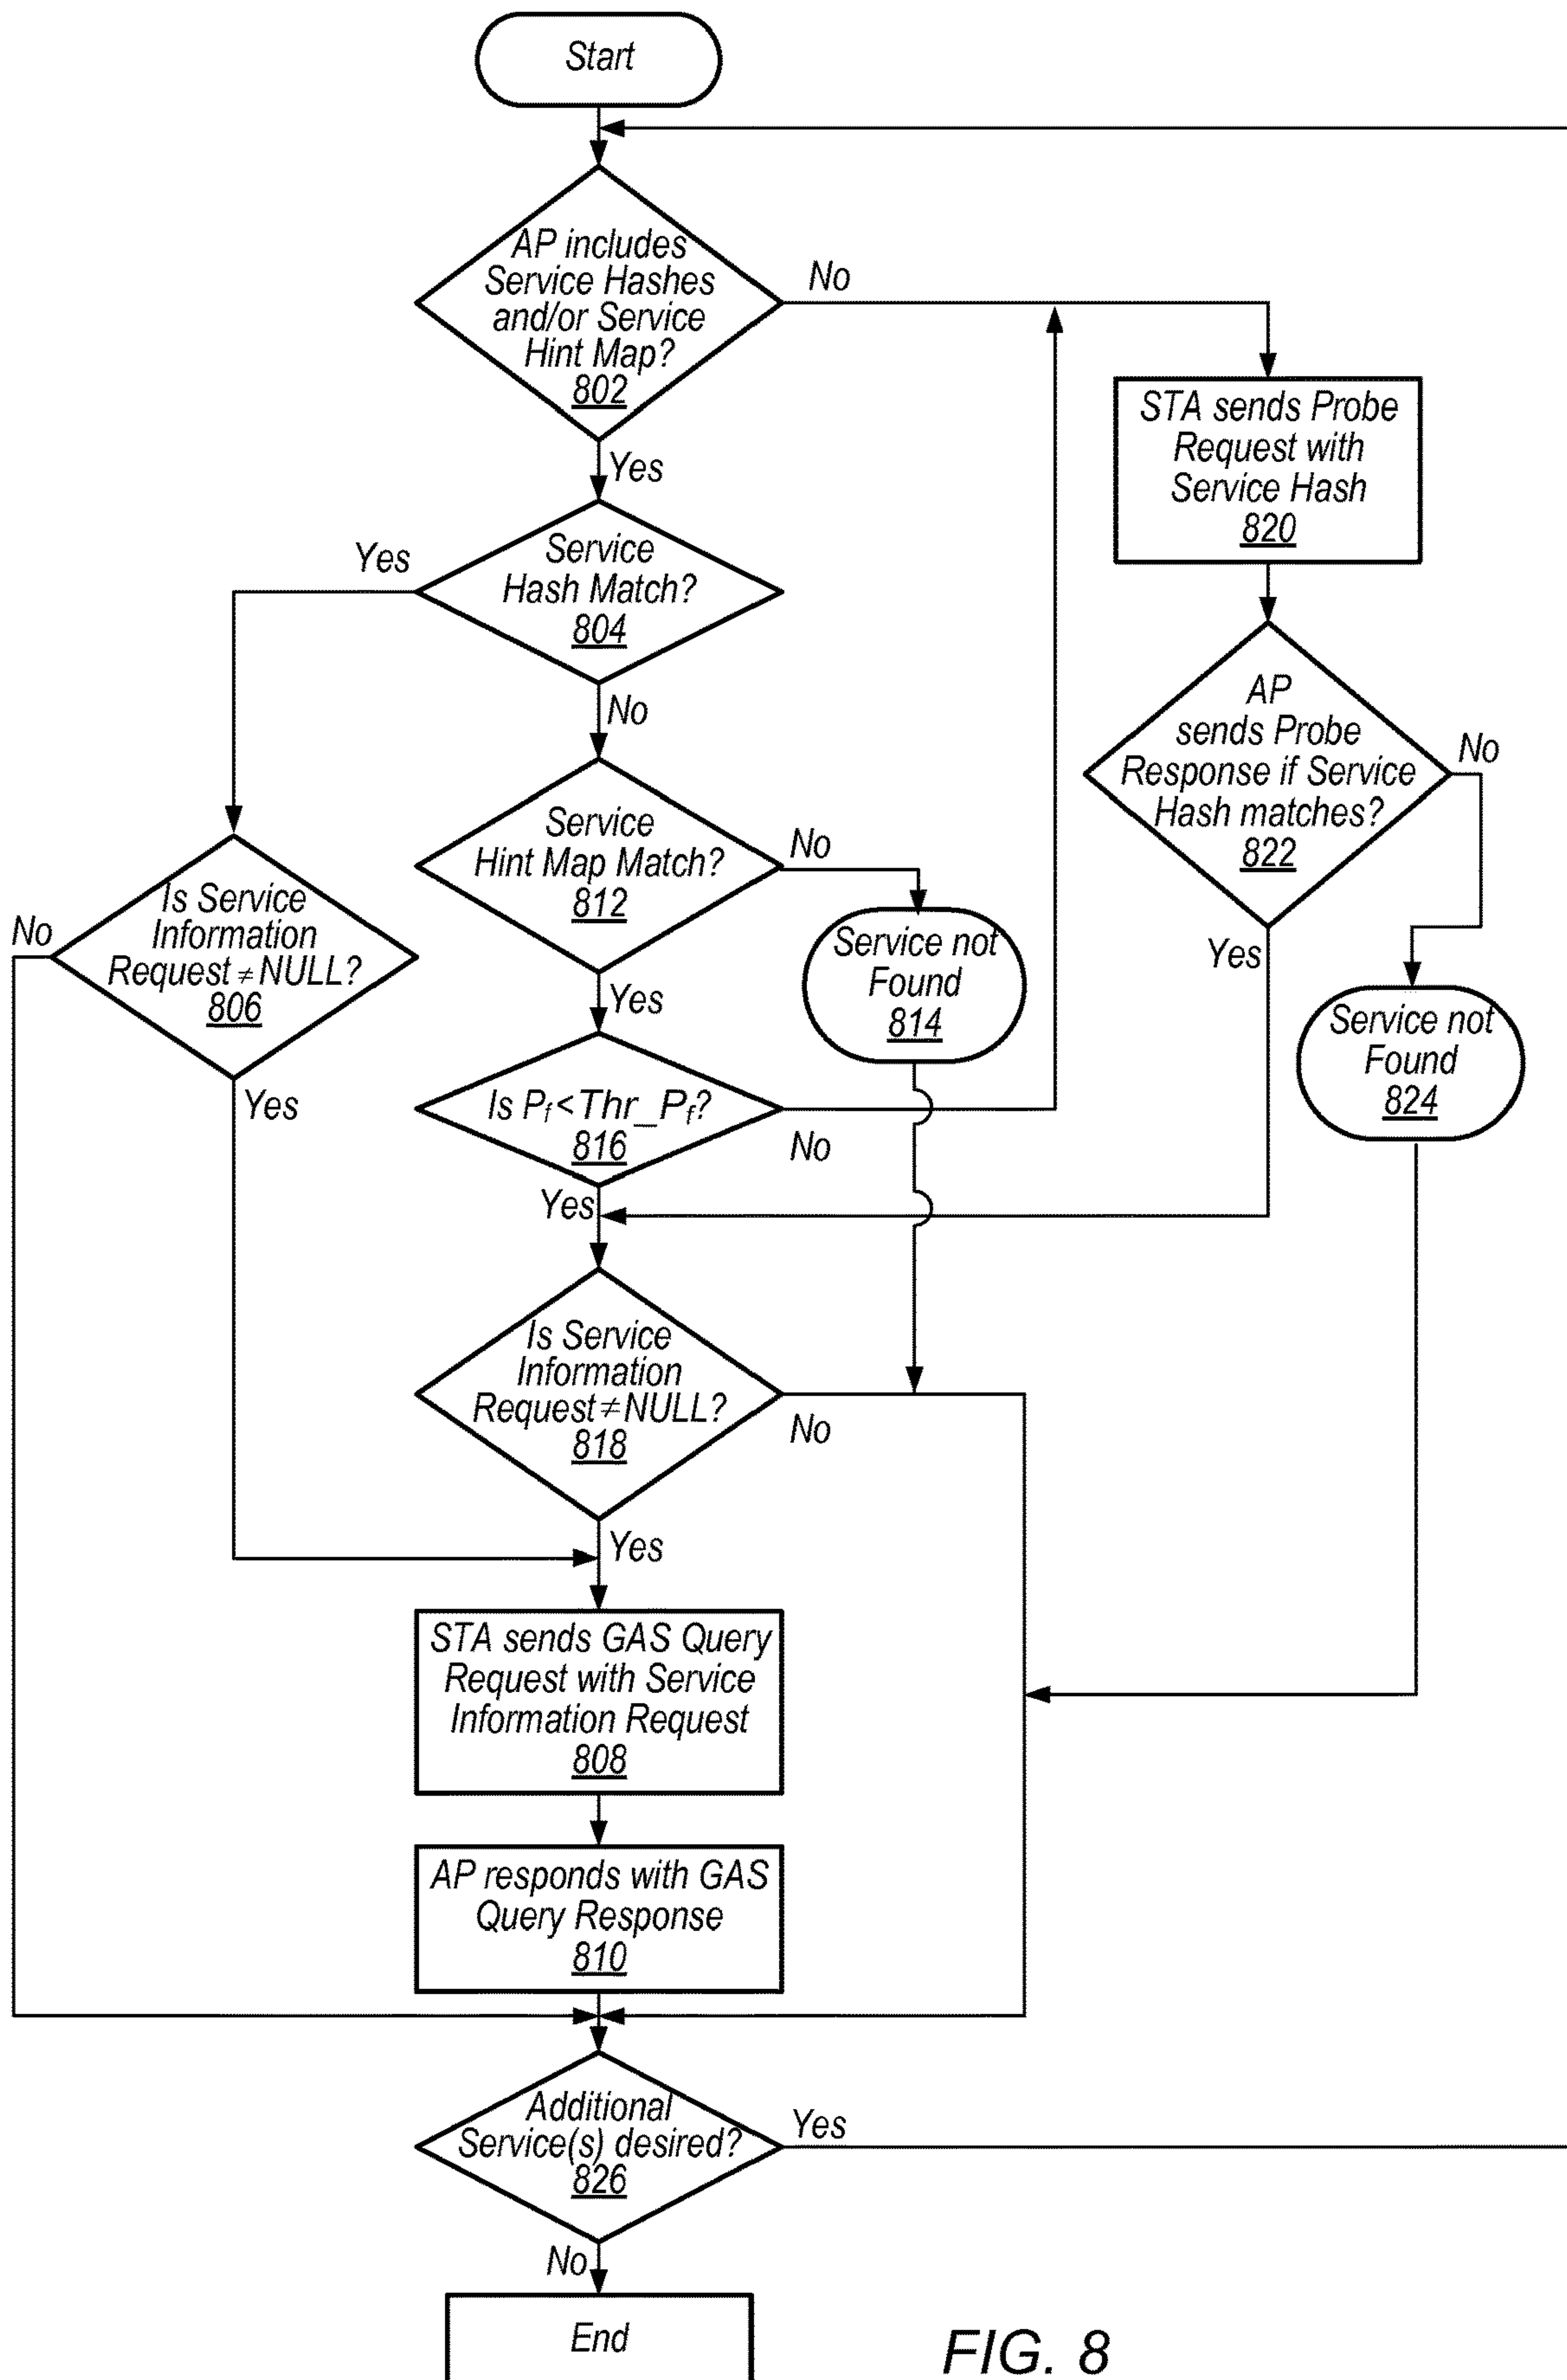 Start
AP includes
Service Hashes
and/or Service
Hint Map?
802
No
Yes
STA sends Probe
Request with
Service Hash
820
Yes
Service
Hash Match?
804
No
AP
sends Probe
Response if Service
Hash matches?
822
No
Yes
Service
Hint Map Match?
812
No
Yes
Is Service
Information
Request ≠ NULL?
806
No
Yes
Service not
Found
814
Service not
Found
824
Is Pf < Thr_Pf?
816
No
Yes
Is Service
Information
Request ≠ NULL?
818
No
Yes
STA sends GAS Query
Request with Service
Information Request
808
AP responds with GAS
Query Response
810
Additional
Service(s) desired?
826
Yes
No
End
FIG. 8